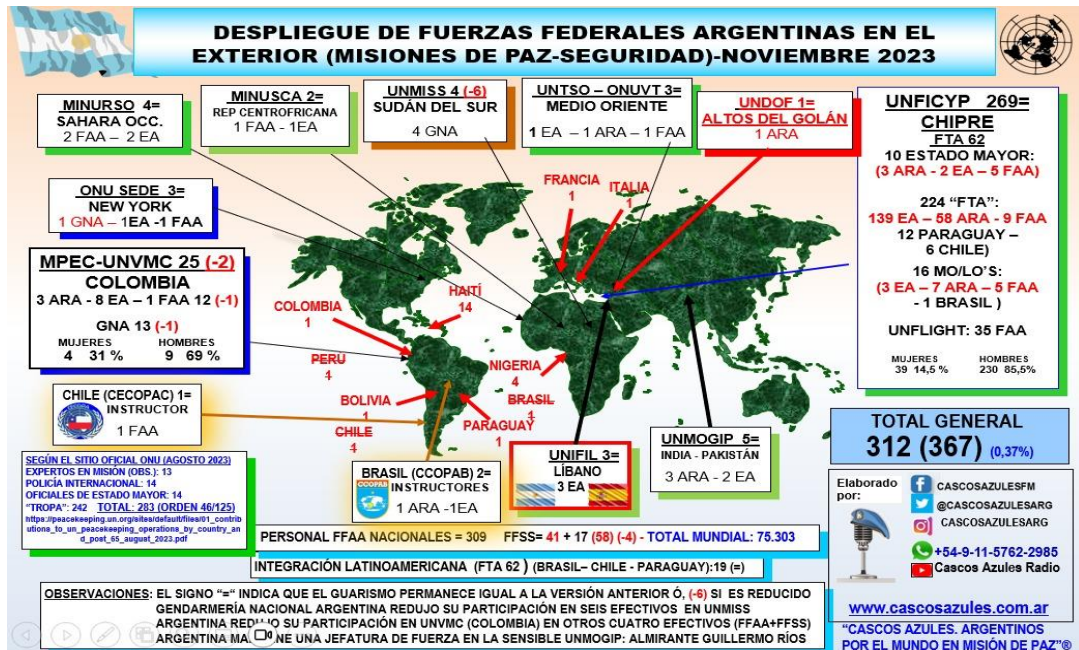 DESPLIEGUE DE FUERZAS FEDERALES ARGENTINAS EN EL
EXTERIOR (MISIONES DE PAZ-SEGURIDAD)-NOVIEMBRE 2023
MINURSO 4=
SAHARA OCC.
2 FAA – 2 EA
MINUSCA 2=
REP CENTROFRICANA
1 FAA - 1EA
UNMISS 4 (-6)
SUDÁN DEL SUR
4 GNA
UNTSO – ONUVT 3=
MEDIO ORIENTE
1 EA – 1 ARA – 1 FAA
UNDOF 1=
ALTOS DEL GOLÁN
1 ARA
UNFICYP 269=
CHIPRE
FTA 62
10 ESTADO MAYOR:
(3 ARA - 2 EA – 5 FAA)
224 “FTA”:
139 EA – 58 ARA - 9 FAA
12 PARAGUAY –
6 CHILE)
16 MO/LO’S:
(3 EA – 7 ARA – 5 FAA
- 1 BRASIL )
UNFLIGHT: 35 FAA
MUJERES HOMBRES
39 14,5 % 230 85,5%
ONU SEDE 3=
NEW YORK
1 GNA – 1EA -1 FAA
MPEC-UNVMC 25 (-2)
COLOMBIA
3 ARA - 8 EA – 1 FAA 12 (-1)
GNA 13 (-1)
MUJERES HOMBRES
4 31 % 9 69 %
CHILE (CECOPAC) 1=
INSTRUCTOR
1 FAA
FRANCIA
1
ITALIA
1
HAITÍ
14
COLOMBIA
1
PERU
1
BOLIVIA
1
CHILE
1
PARAGUAY
1
NIGERIA
4
BRASIL
1
BRASIL (CCOPAB) 2=
INSTRUCTORES
1 ARA -1EA
CCOPAB
UNIFIL 3=
LÍBANO
3 EA
UNMOGIP 5=
INDIA - PAKISTÁN
3 ARA - 2 EA
TOTAL GENERAL
312 (367) (0,37%)
SEGÚN EL SITIO OFICIAL ONU (AGOSTO 2023)
EXPERTOS EN MISIÓN (OBS.): 13
POLICÍA INTERNACIONAL: 14
OFICIALES DE ESTADO MAYOR: 14
“TROPA”: 242 TOTAL: 283 (ORDEN 46/125)
https://peacekeeping.un.org/sites/default/files/01_contrib
utions_to_un_peacekeeping_operations_by_country_an
d_post_65_august_2023.pdf
PERSONAL FFAA NACIONALES = 309 FFSS= 41 + 17 (58) (-4) - TOTAL MUNDIAL: 75.303
INTEGRACIÓN LATINOAMERICANA (FTA 62 ) (BRASIL– CHILE - PARAGUAY):19 (=)
OBSERVACIONES: EL SIGNO “=“ INDICA QUE EL GUARISMO PERMANECE IGUAL A LA VERSIÓN ANTERIOR Ó, (-6) SI ES REDUCIDO
GENDARMERÍA NACIONAL ARGENTINA REDUJO SU PARTICIPACIÓN EN SEIS EFECTIVOS EN UNMISS
ARGENTINA SU PARTICIPACIÓN EN UNVMC (COLOMBIA) EN OTROS CUATRO EFECTIVOS (FFAA+FFSS)
ARGENTINA UNA JEFATURA DE FUERZA EN LA SENSIBLE UNMOGIP: ALMIRANTE GUILLERMO RÍOS
Elaborado
por:
CASCOSAZULESFM
@CASCOSAZULESARG
CASCOSAZULESARG
+54-9-11-5762-2985
Cascos Azules Radio
www.cascosazules.com.ar
“CASCOS AZULES. ARGENTINOS
POR EL MUNDO EN MISIÓN DE PAZ”®